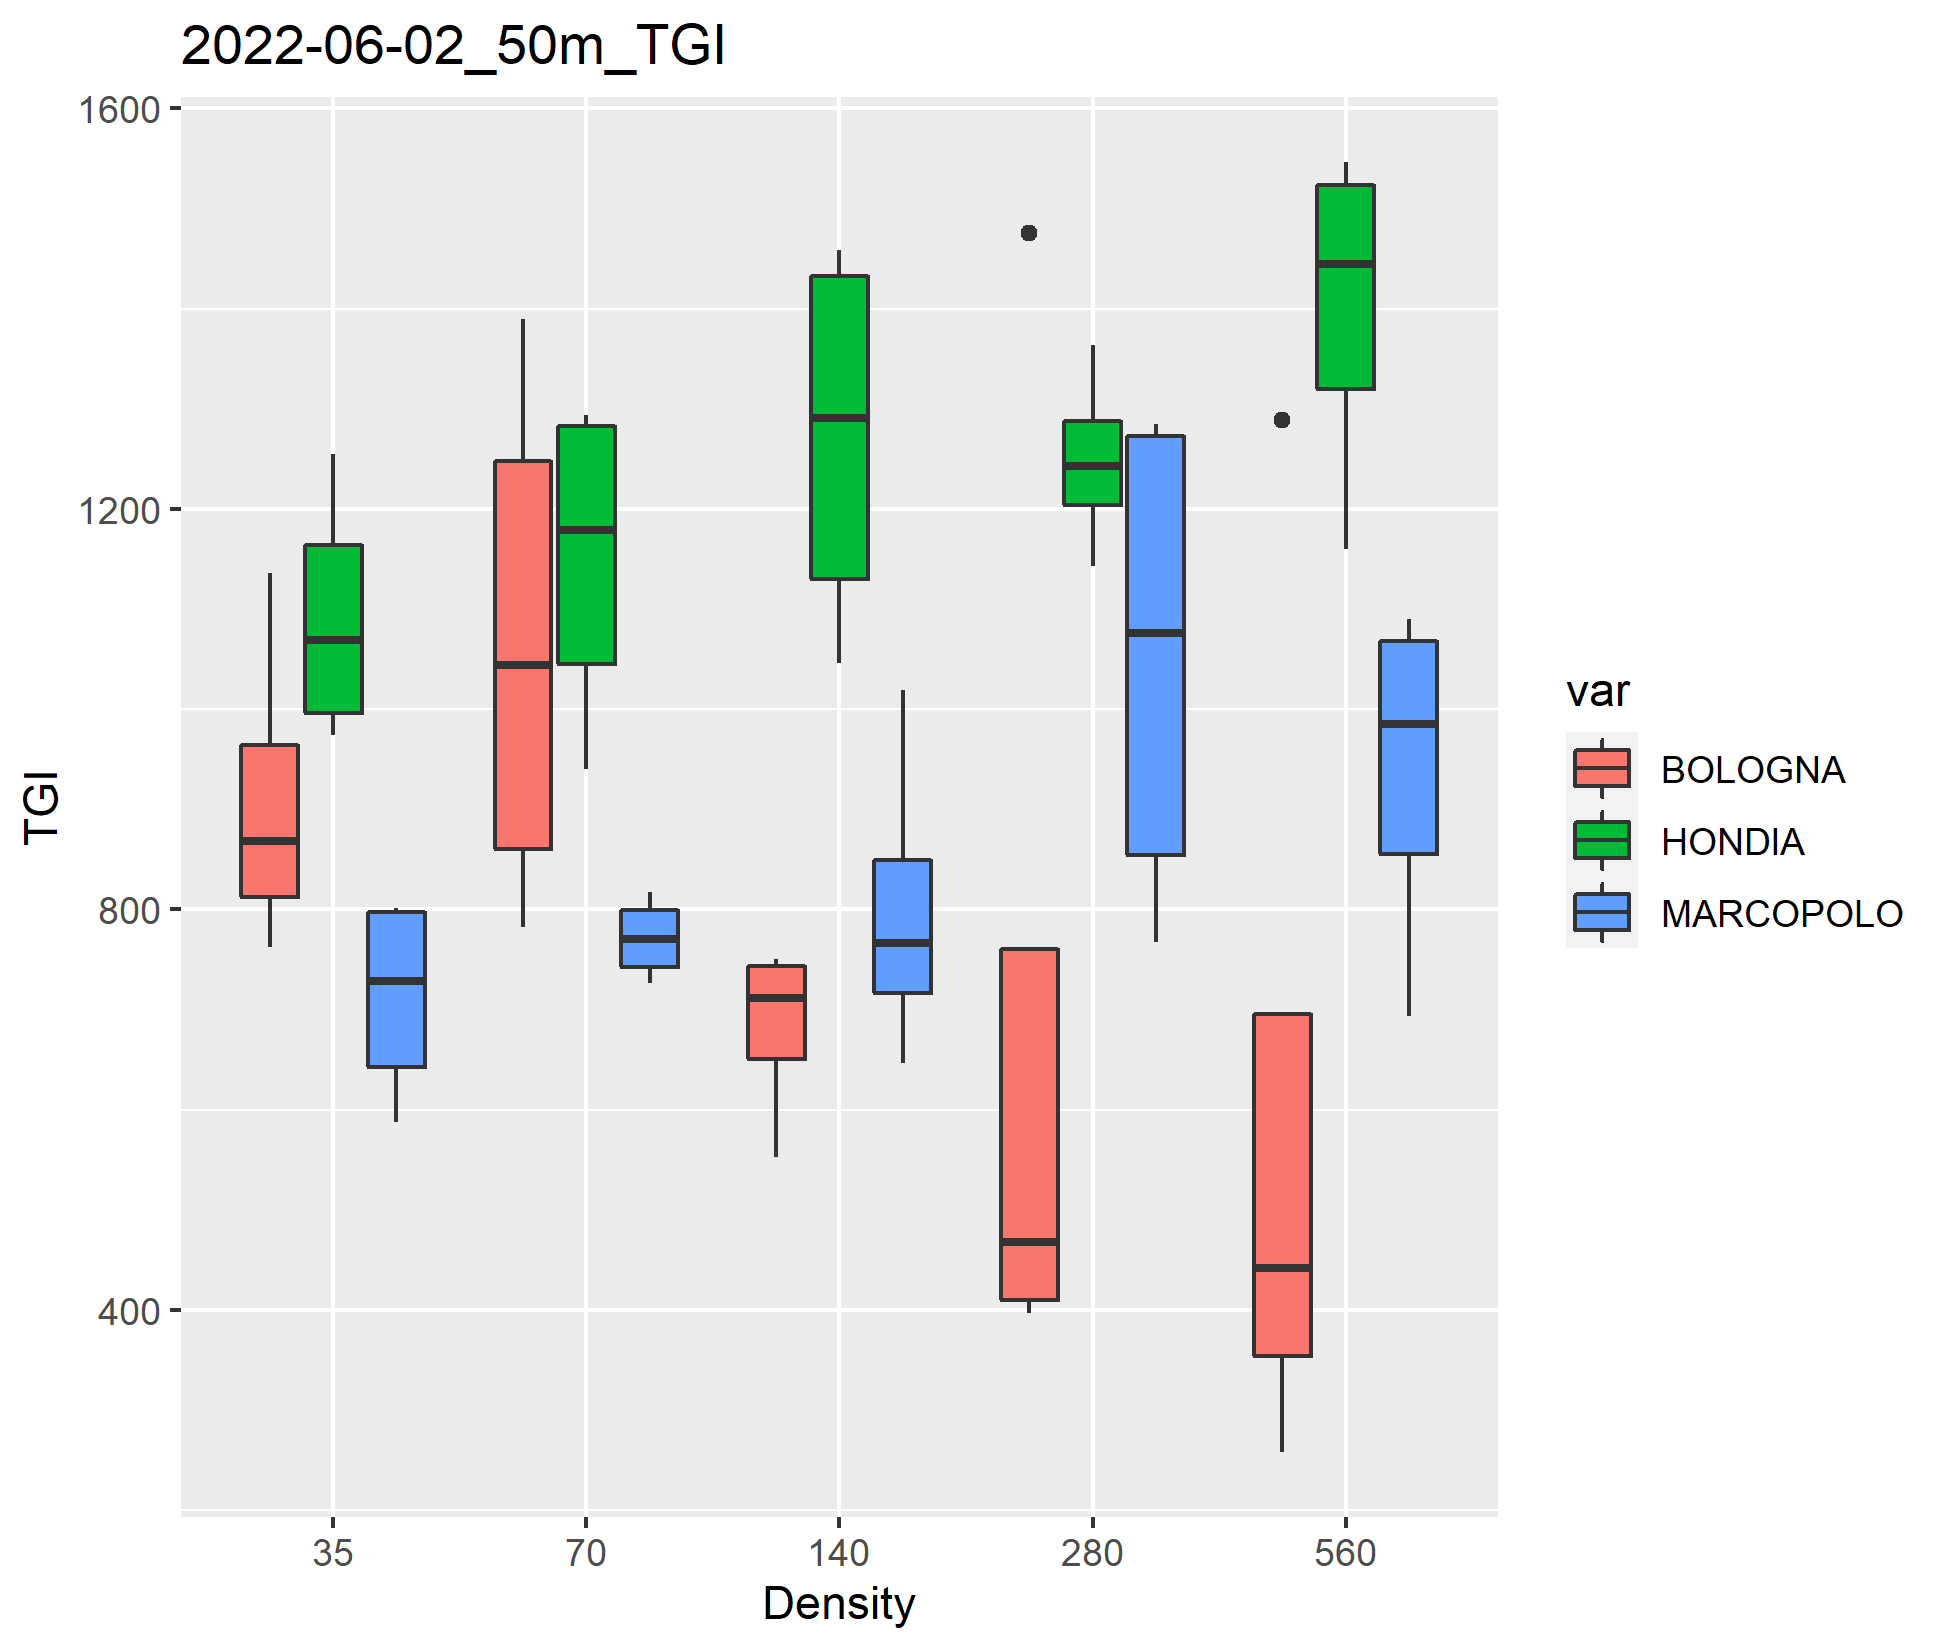 2022-06-02_50m_TGI
1600
1200
800
400
TGI
35 70 140 280 560
Density
var
BOLOGNA
HONDIA
MARCOPOLO